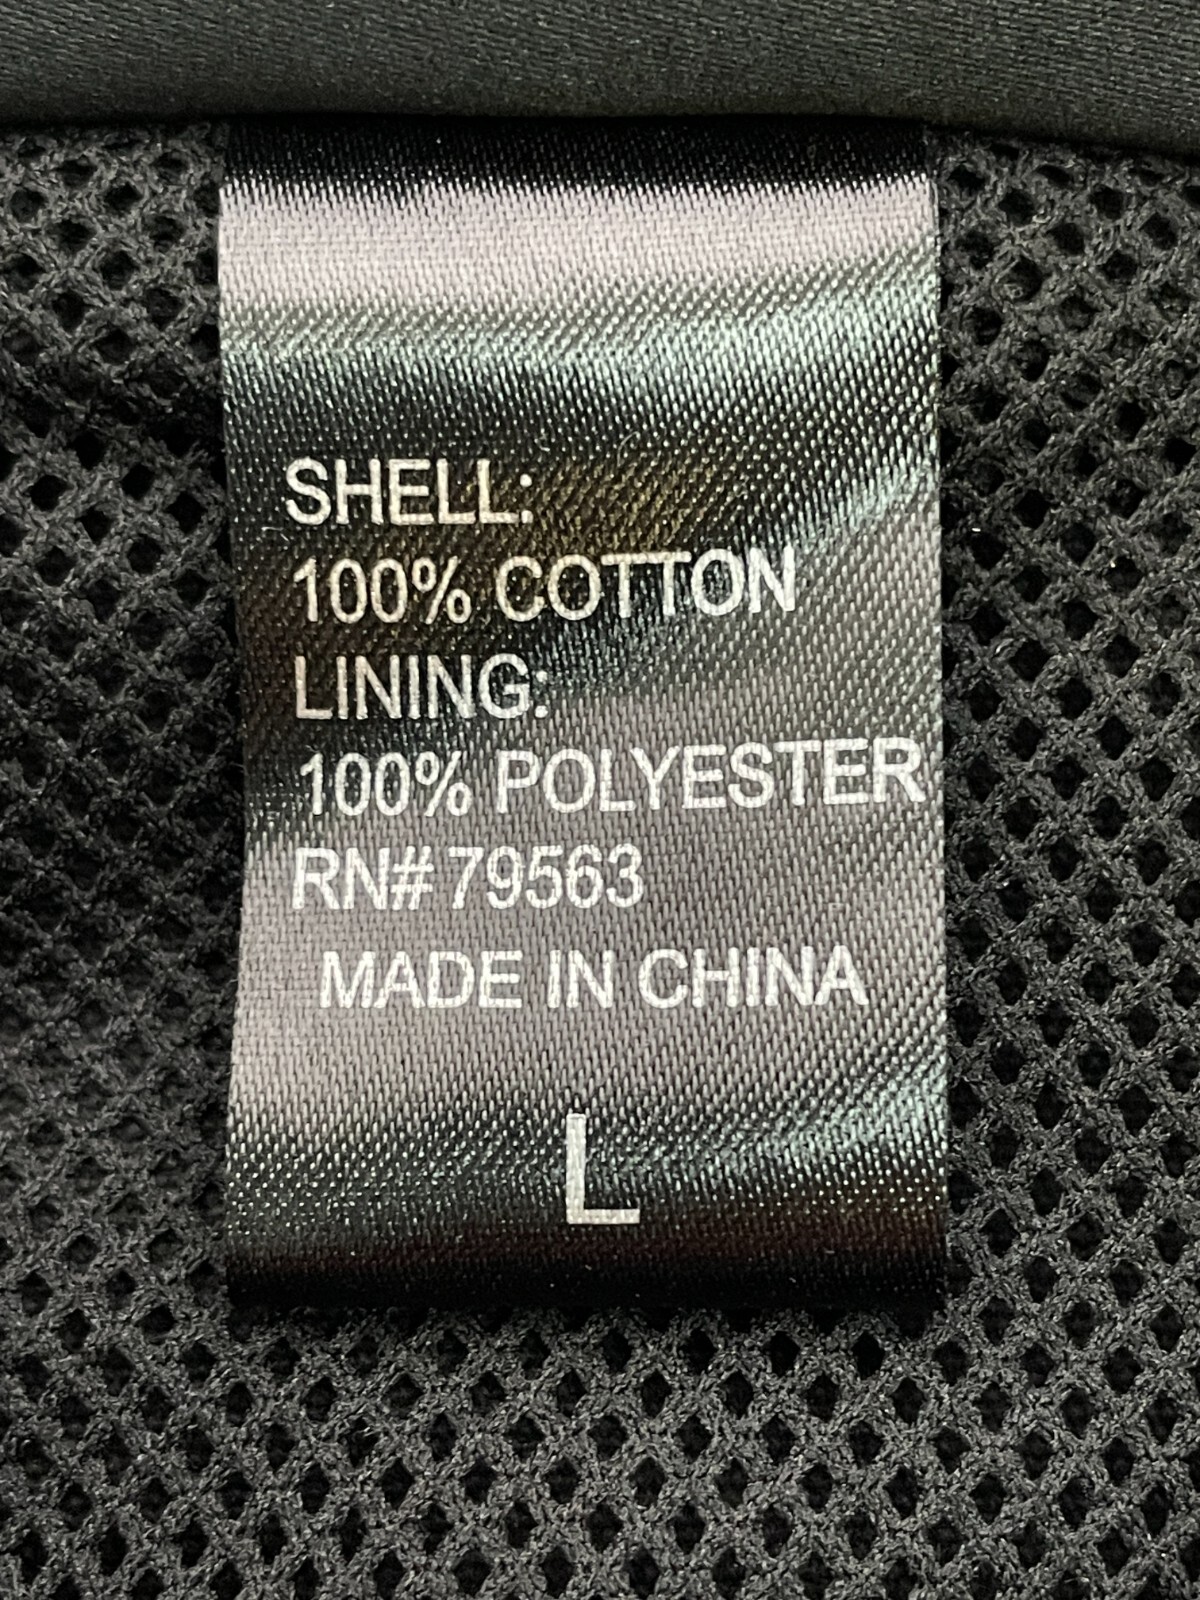 SHELL:
100% COTTON
LINING:
100% POLYESTER
RN# 79563
MADE IN CHINA
L